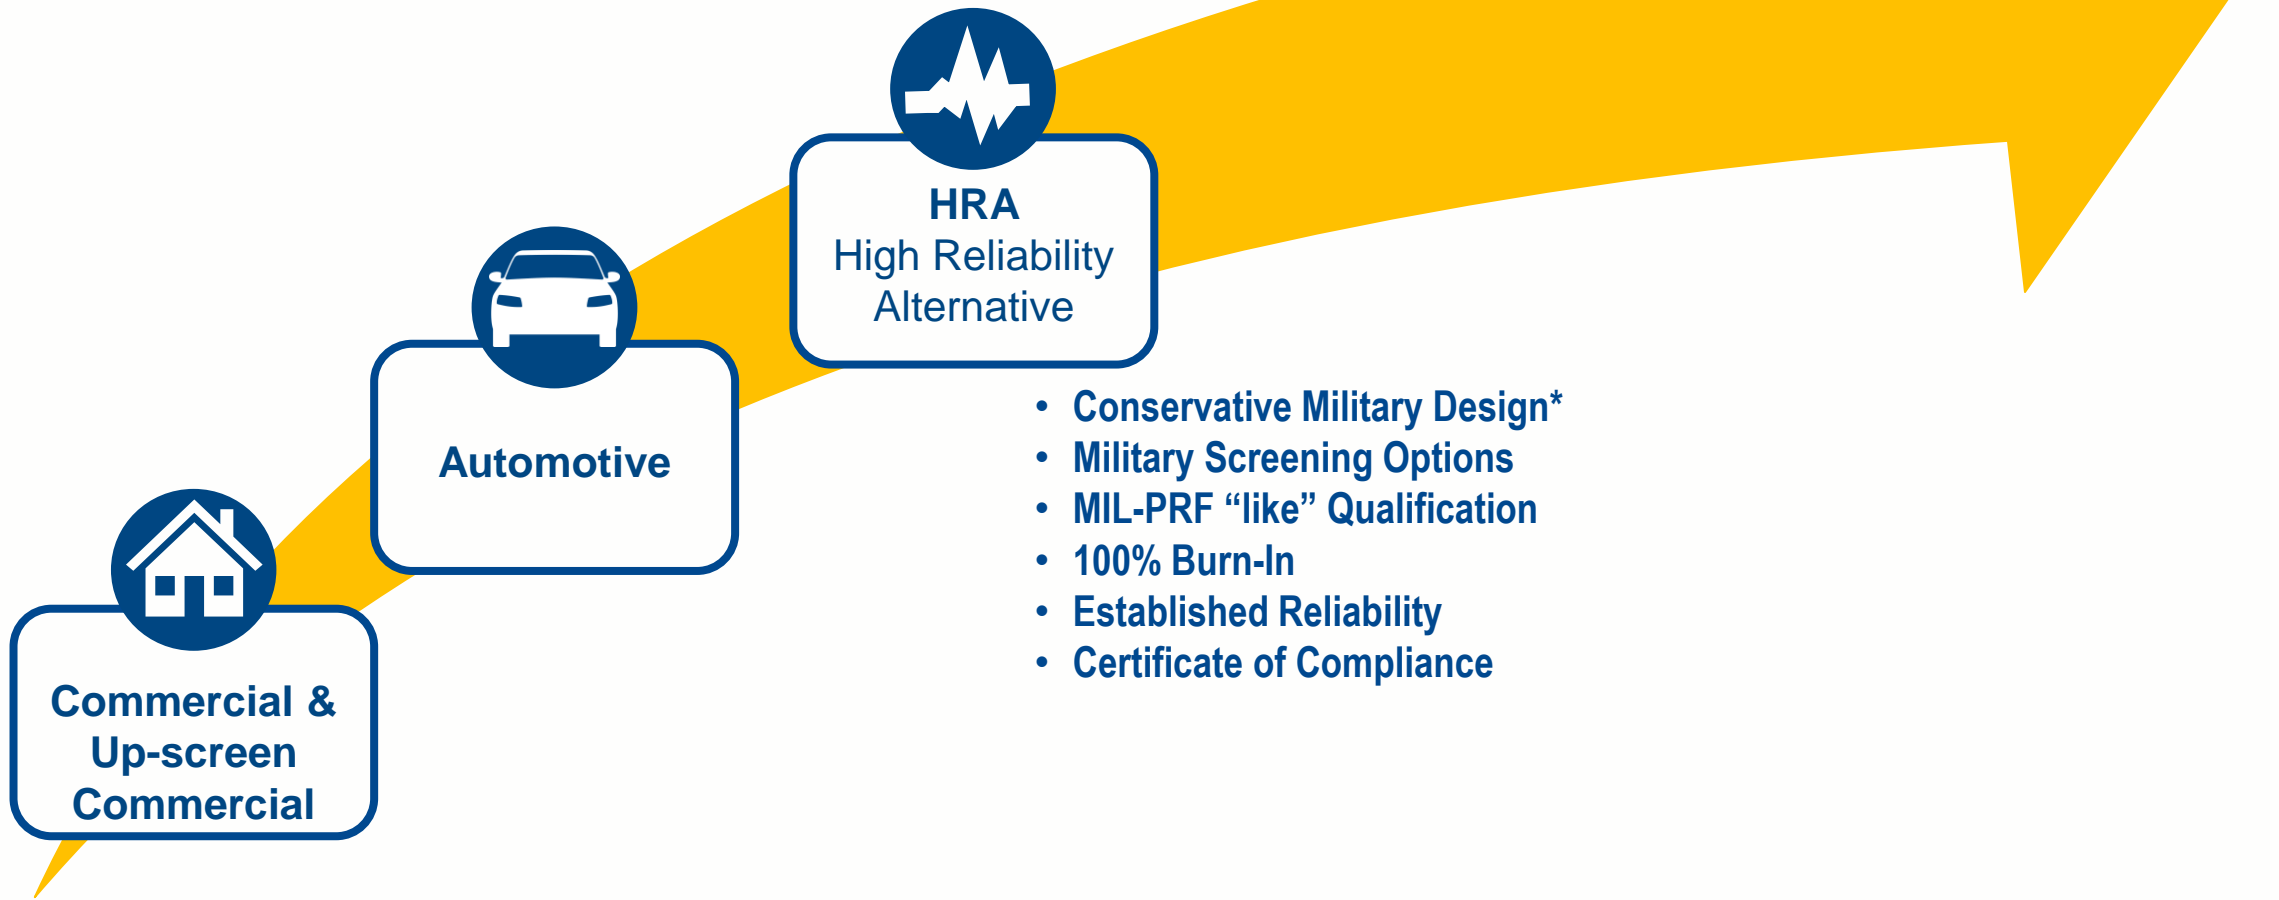 HRA
High Reliability
Alternative
Automotive
Commercial &
Up-screen
Commercial
• Conservative Military Design*
• Military Screening Options
• MIL-PRF “like” Qualification
• 100% Burn-In
• Established Reliability
• Certificate of Compliance